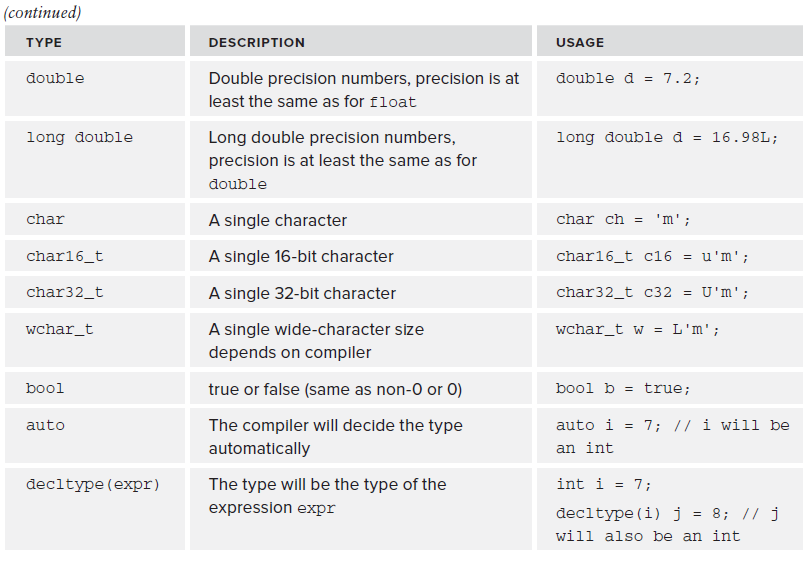 (continued)
TYPE DESCRIPTION USAGE
double Double precision numbers, precision is at double d = 7.2;
least the same as for float
long double Long double precision numbers, long double d = 16.98L;
precision is at least the same as for
double
char A single character char ch = 'm';
char16_t A single 16-bit character char16_t c16 = u'm';
char32_t A single 32-bit character char32_t c32 = U'm';
wchar_t A single wide-character size wchar_t w = L'm';
depends on compiler
bool true or false (same as non-0 or 0) bool b = true;
auto The compiler will decide the type auto i = 7; // i will be
automatically an int
decltype(expr) The type will be the type of the int i = 7;
expression expr decltype(i) j = 8; // j
will also be an int